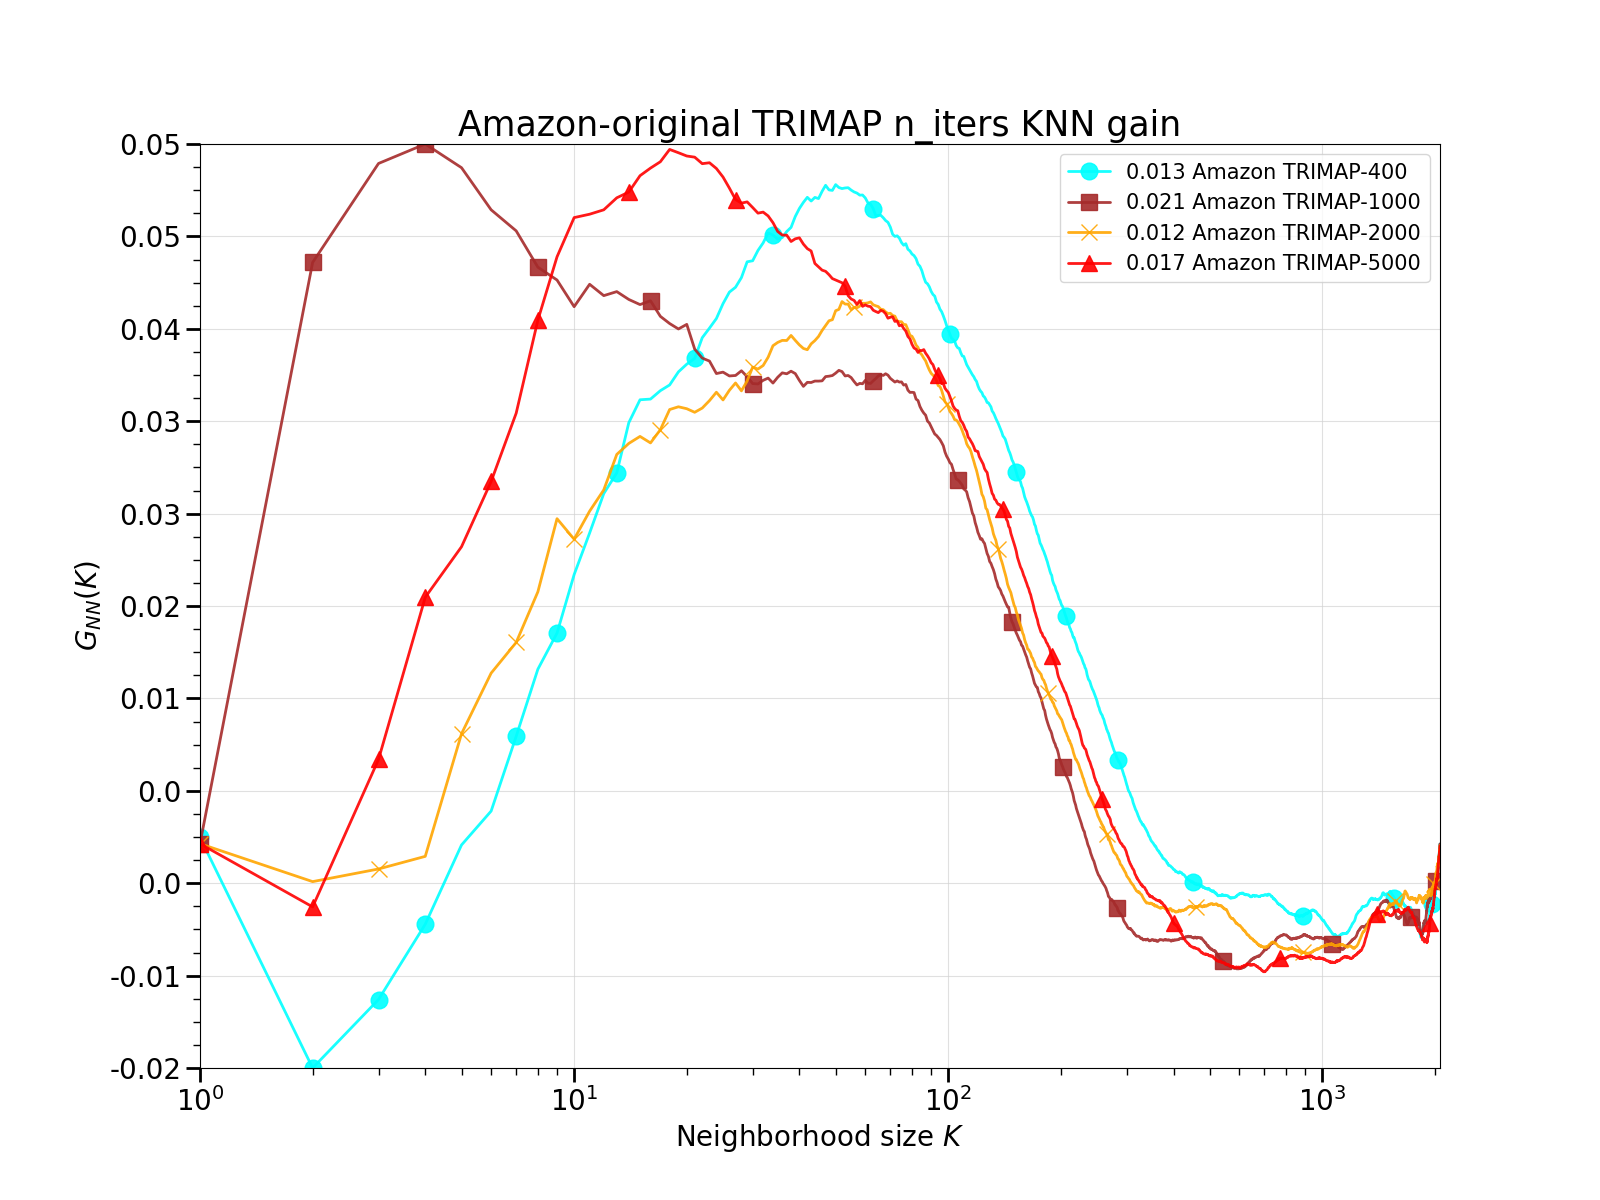 Amazon-original TRIMAP n_iters KNN gain
0.05
0.05
0.04
0.03
0.03
0.02
0.01
0.0
0.0
-0.01
-0.02
G_{NN}(K)
0.013 Amazon TRIMAP-400
0.021 Amazon TRIMAP-1000
0.012 Amazon TRIMAP-2000
0.017 Amazon TRIMAP-5000
10^0 10^1 10^2 10^3
Neighborhood size K